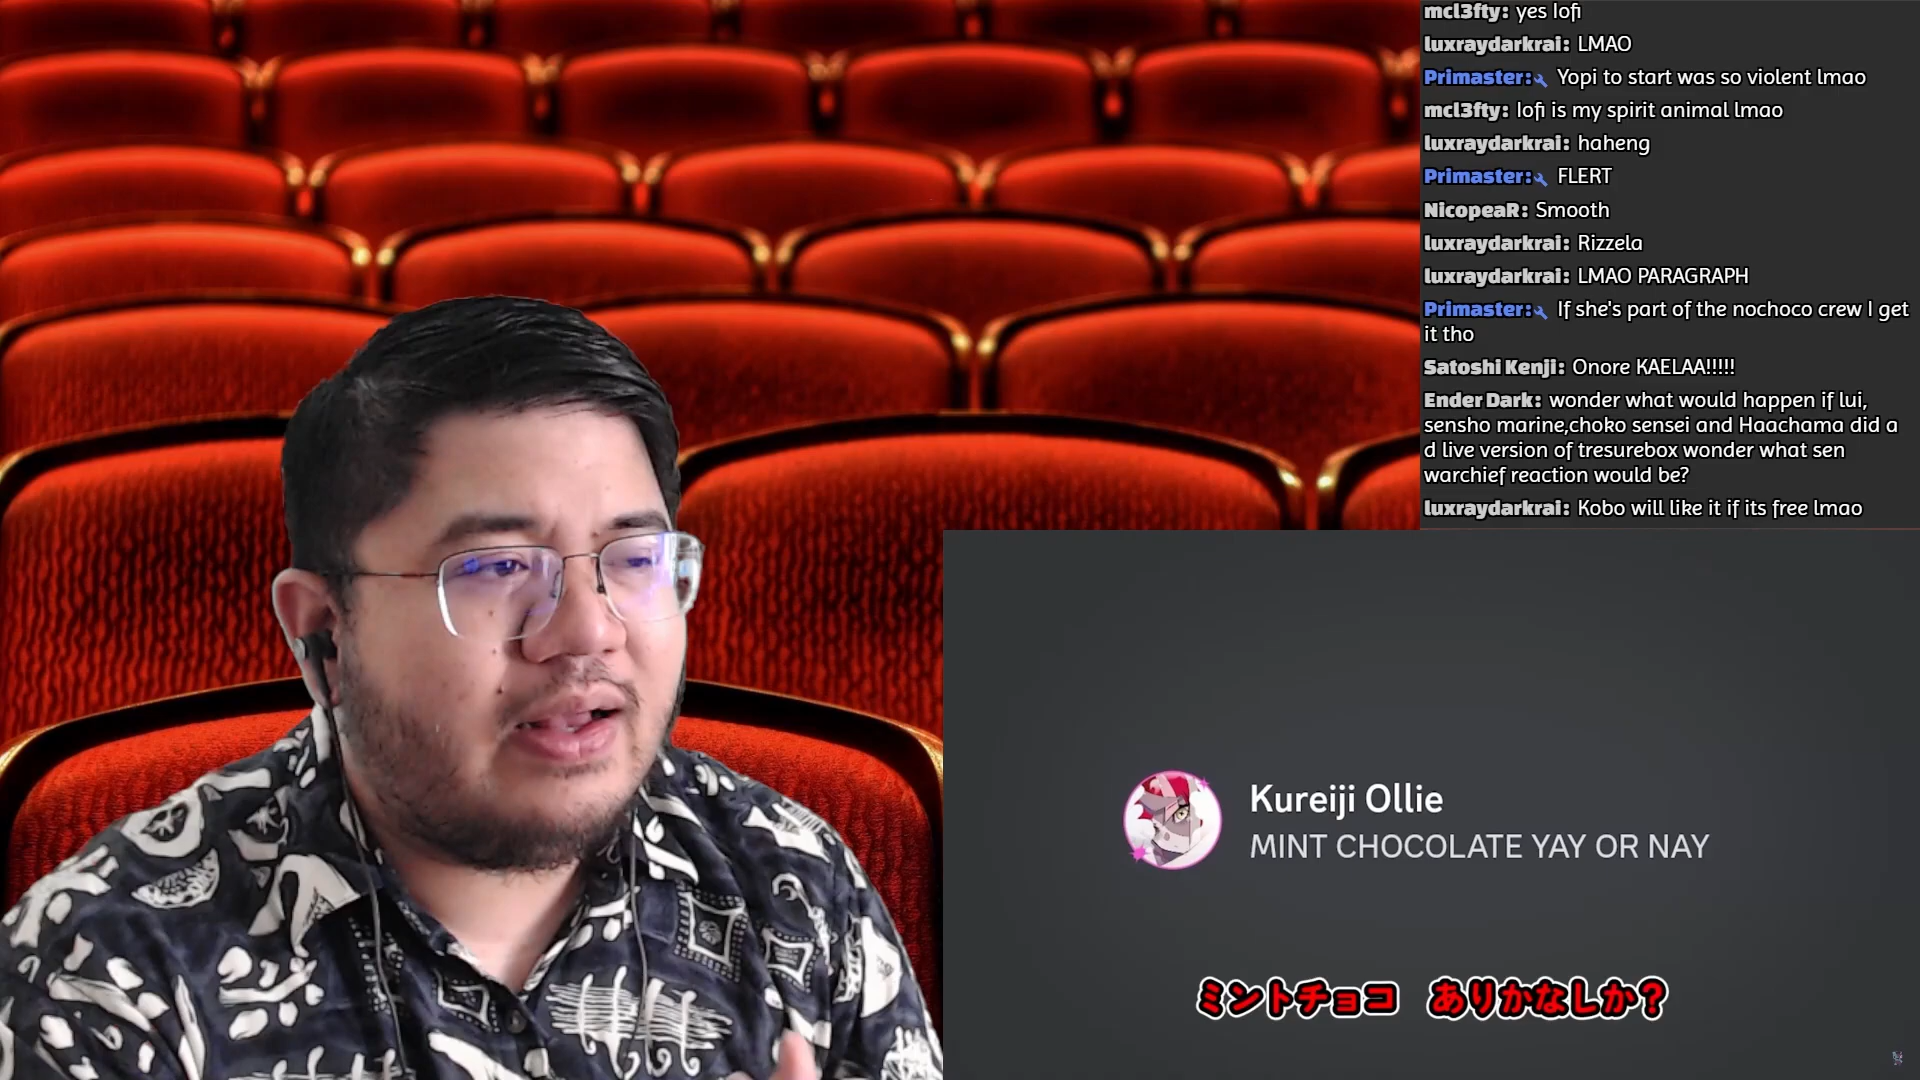 mcl3fty: yes Iofi
luxraydarkrai: LMAO
Primaster: Yopi to start was so violent lmao
mcl3fty: Iofi is my spirit animal lmao
luxraydarkrai: haheng
Primaster: FLERT
NicopeaR: Smooth
luxraydarkrai: Rizzela
luxraydarkrai: LMAO PARAGRAPH
Primaster: If she's part of the nochoco crew I get
it tho
Satoshi Kenji: Onore KAELAA!!!!!
Ender Dark: wonder what would happen if lui,
sensho marine,choko sensei and Haachama did a
d live version of tresurebox wonder what sen
warchief reaction would be?
luxraydarkrai: Kobo will like it if its free lmao
Kureiji Ollie
MINT CHOCOLATE YAY OR NAY
ミントチョコ ありかなしか?